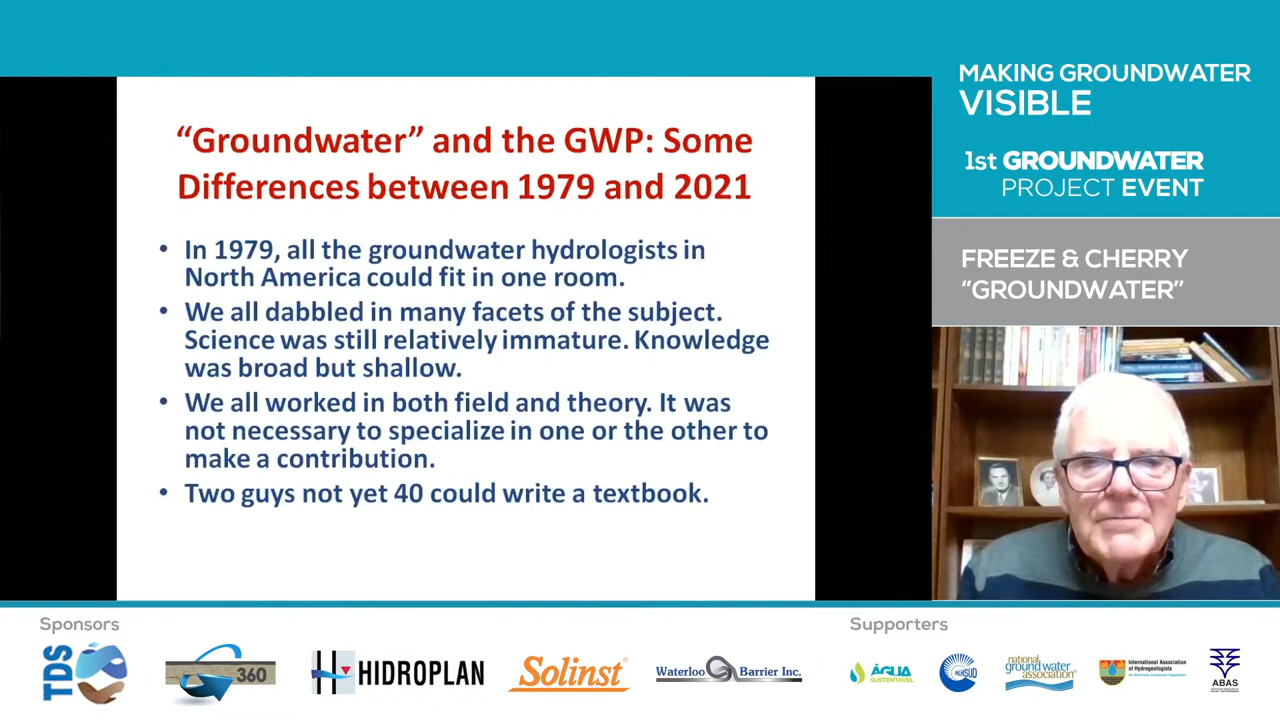 MAKING GROUNDWATER
VISIBLE
1st GROUNDWATER
PROJECT EVENT
FREEZE & CHERRY
“GROUNDWATER”
“Groundwater” and the GWP: Some
Differences between 1979 and 2021
• In 1979, all the groundwater hydrologists in
North America could fit in one room.
• We all dabbled in many facets of the subject.
Science was still relatively immature. Knowledge
was broad but shallow.
• We all worked in both field and theory. It was
not necessary to specialize in one or the other to
make a contribution.
• Two guys not yet 40 could write a textbook.
Sponsors
TDS
360
HIDROPLAN
Solinst
Waterloo Barrier Inc.
Supporters
ÁGUA
SUSTENTÁVEL
ALHSUD
national
ground water
association
International Association
of Hydrogeologists
ABAS